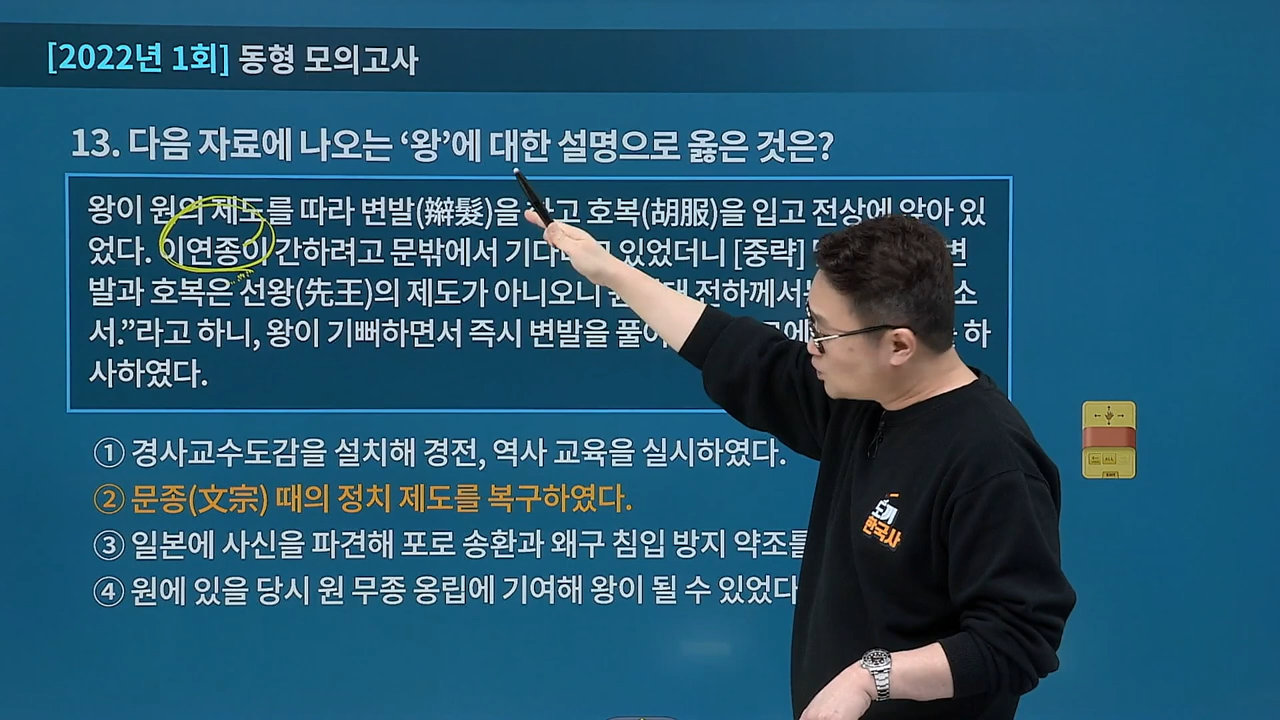 [2022년 1회] 동형 모의고사
13. 다음 자료에 나오는 ‘왕’에 대한 설명으로 옳은 것은?
왕이 원의 제도를 따라 변발(辮髮)을 하고 호복(胡服)을 입고 전상에 앉아 있
었다. 이연종이 간하려고 문밖에서 기다리고 있었더니 [중략] 변
발과 호복은 선왕(先王)의 제도가 아니오니 전하께서는 소
서.”라고 하니, 왕이 기뻐하면서 즉시 변발을 풀어 하
사하였다.
① 경사교수도감을 설치해 경전, 역사 교육을 실시하였다.
② 문종(文宗) 때의 정치 제도를 복구하였다.
③ 일본에 사신을 파견해 포로 송환과 왜구 침입 방지 약조를
④ 원에 있을 당시 원 무종 옹립에 기여해 왕이 될 수 있었다
한국사